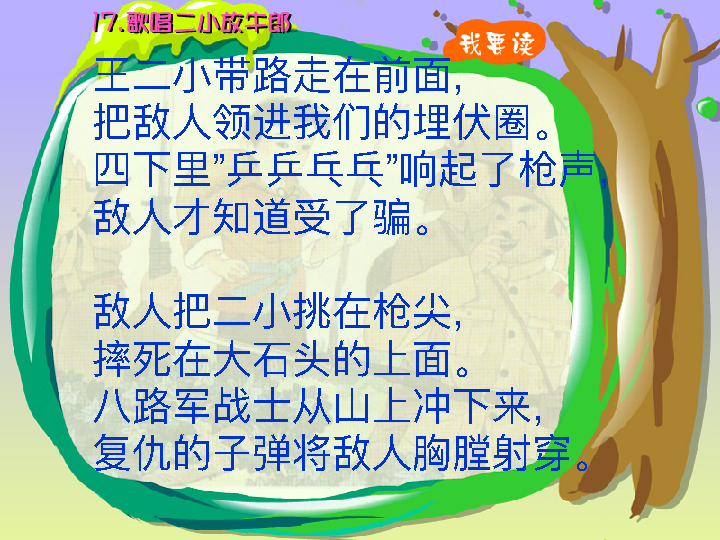 17.歌唱二小放牛郎
我要读
王二小带路走在前面,
把敌人领进我们的埋伏圈。
四下里”乒乒乓乓”响起了枪声,
敌人才知道受了骗。
敌人把二小挑在枪尖,
摔死在大石头的上面。
八路军战士从山上冲下来,
复仇的子弹将敌人胸膛射穿。